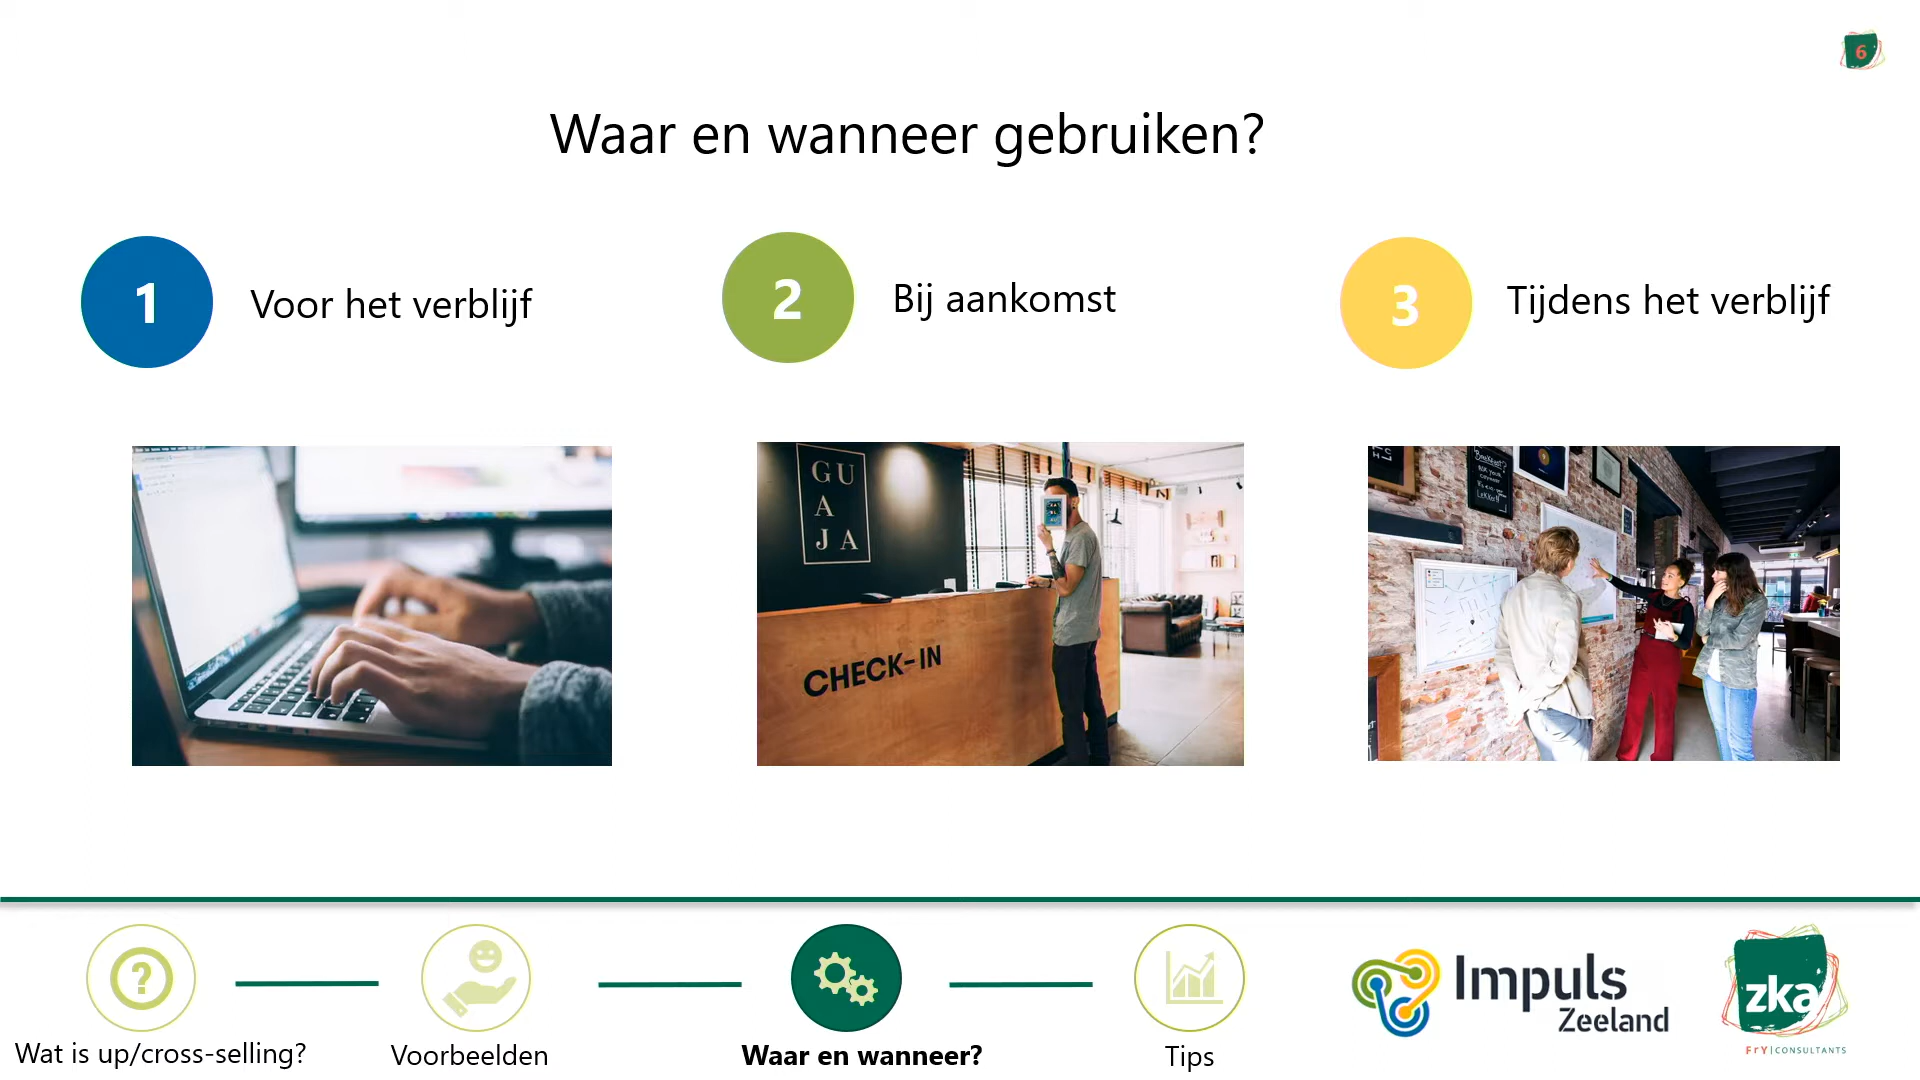 6
Waar en wanneer gebruiken?
1
Voor het verblijf
2
Bij aankomst
3
Tijdens het verblijf
GU
A
JA
CHECK-IN
Wat is up/cross-selling?
Voorbeelden
Waar en wanneer?
Tips
Impuls
Zeeland
zka
FrY|CONSULTANTS